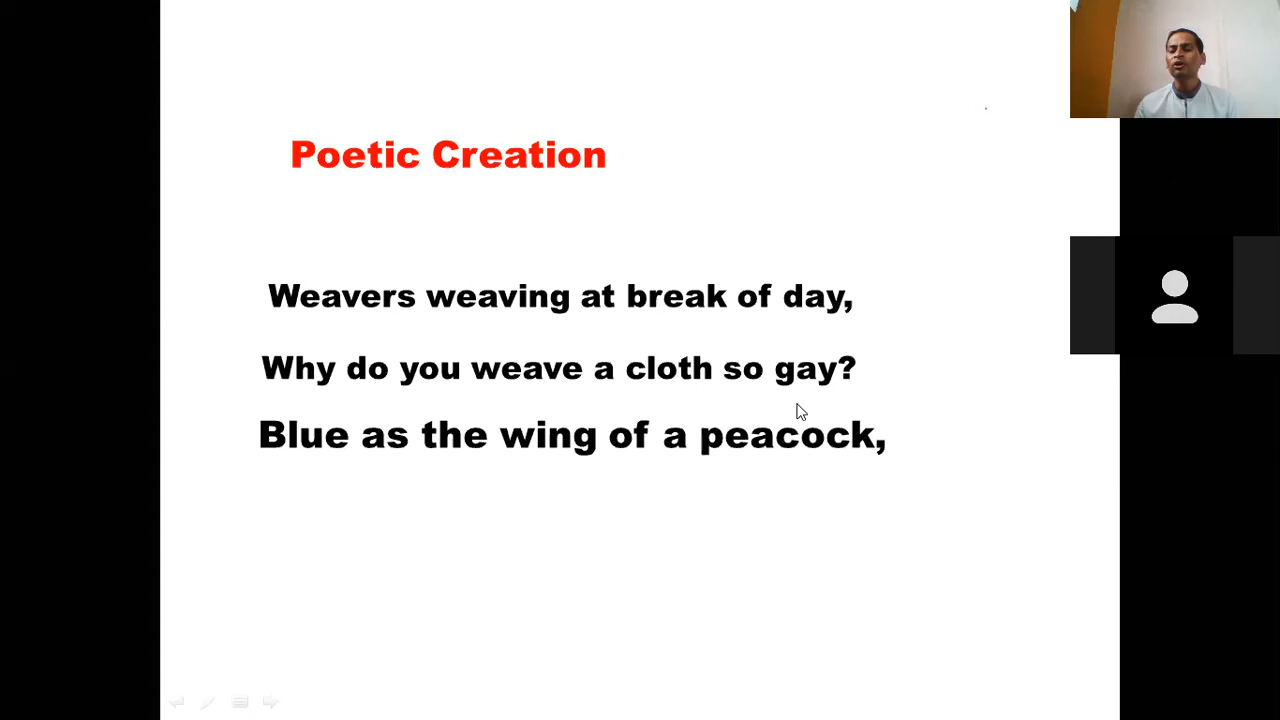 Poetic Creation
Weavers weaving at break of day,
Why do you weave a cloth so gay?
Blue as the wing of a peacock,